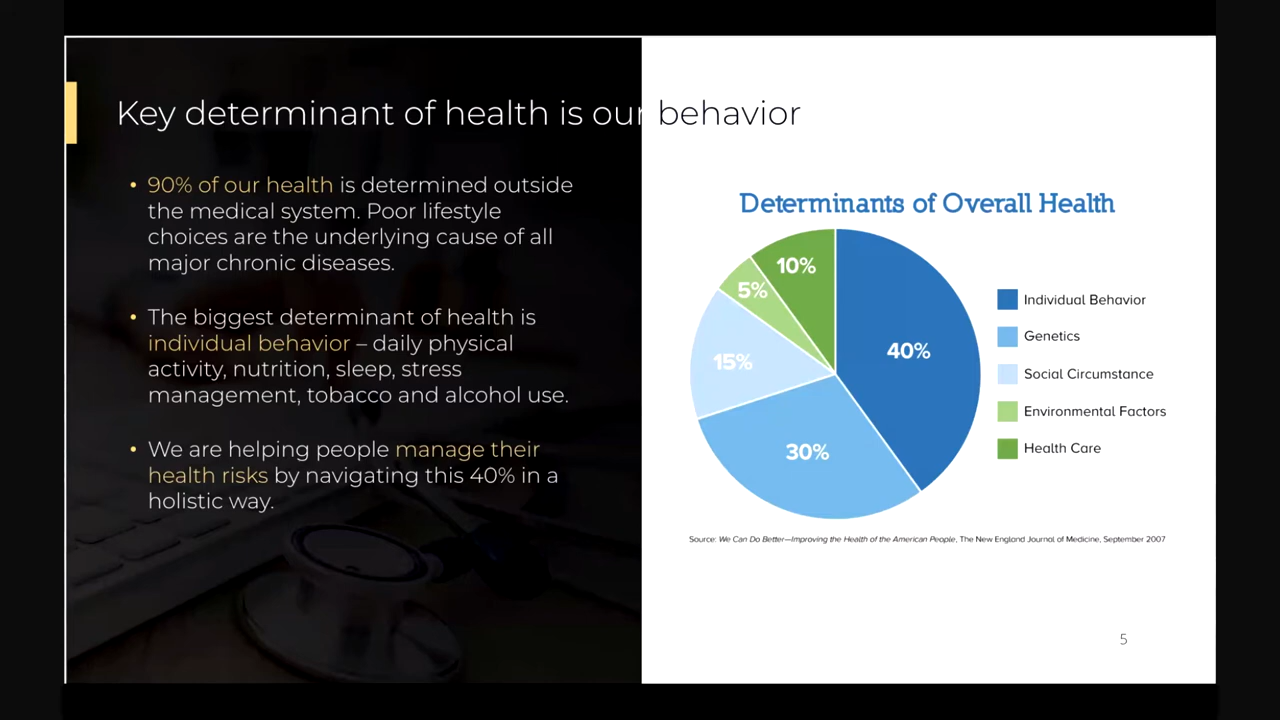 Key determinant of health is our behavior
• 90% of our health is determined outside
the medical system. Poor lifestyle
choices are the underlying cause of all
major chronic diseases.
• The biggest determinant of health is
individual behavior – daily physical
activity, nutrition, sleep, stress
management, tobacco and alcohol use.
• We are helping people manage their
health risks by navigating this 40% in a
holistic way.
Determinants of Overall Health
10%
5%
40%
15%
30%
Individual Behavior
Genetics
Social Circumstance
Environmental Factors
Health Care
Source: We Can Do Better—Improving the Health of the American People, The New England Journal of Medicine, September 2007
5